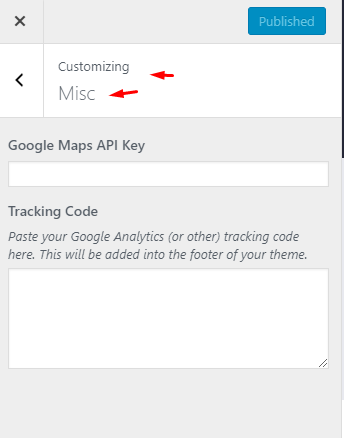 Published
Customizing
Misc
Google Maps API Key
Tracking Code
Paste your Google Analytics (or other) tracking code
here. This will be added into the footer of your theme.